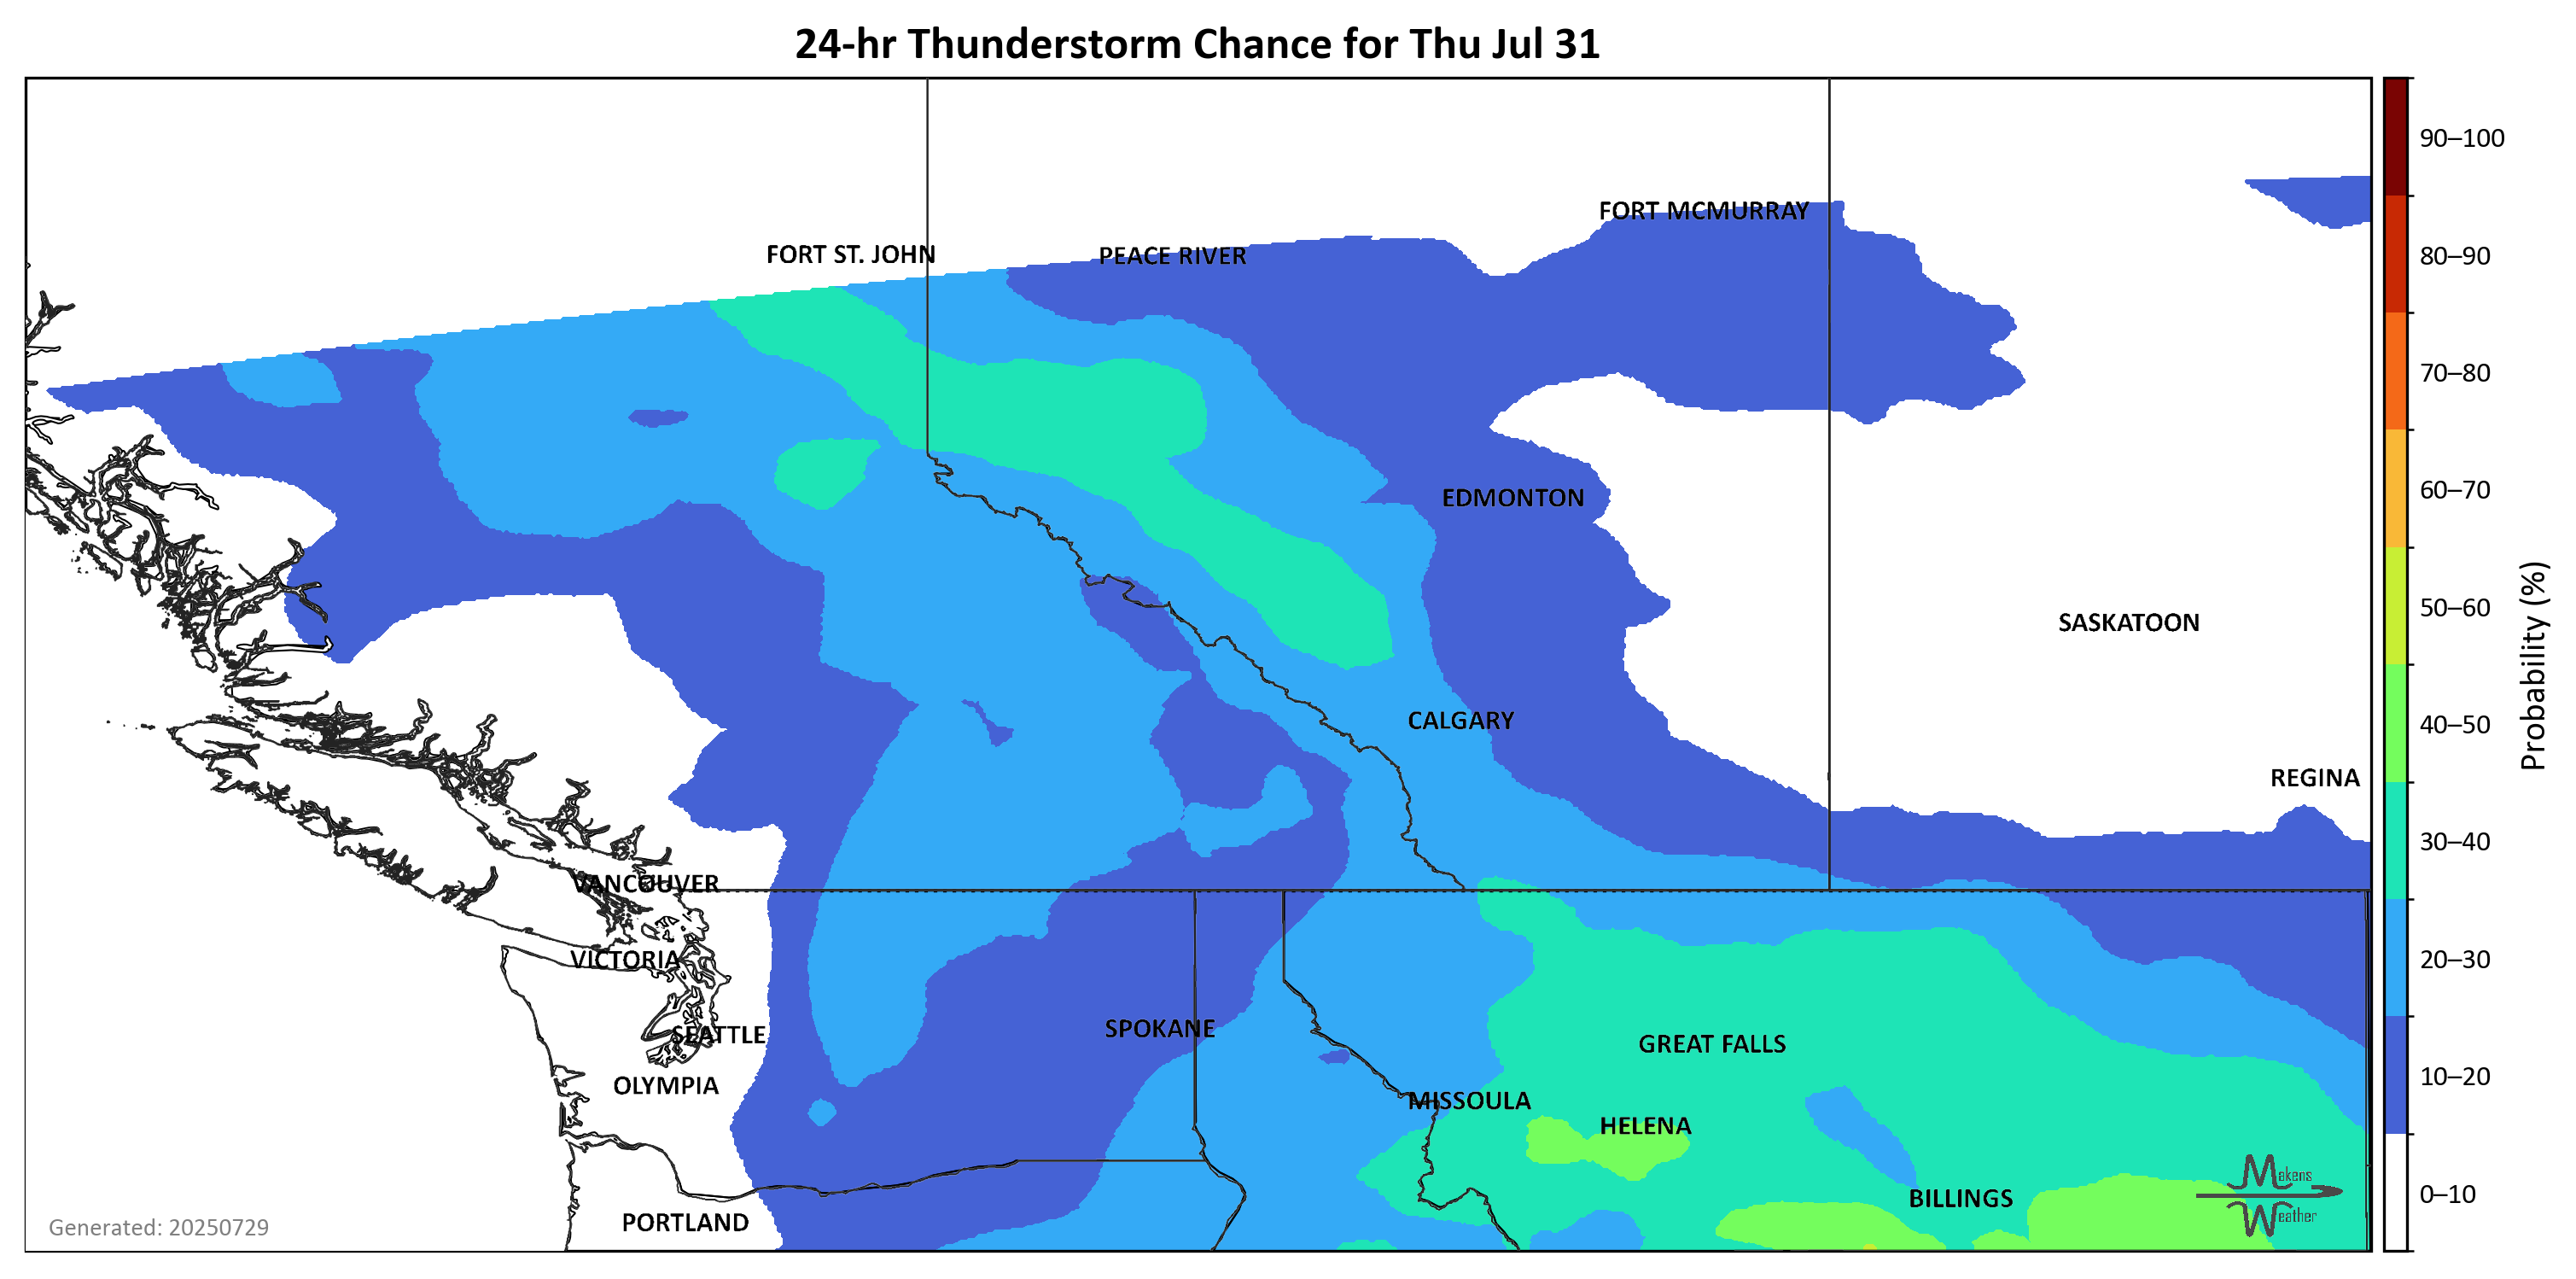 24-hr Thunderstorm Chance for Thu Jul 31
90–100
FORT MCMURRAY
FORT ST. JOHN
PEACE RIVER
80–90
70–80
60–70
EDMONTON
50–60
SASKATOON
Probability (%)
CALGARY
40–50
REGINA
30–40
VANCOUVER
VICTORIA
20–30
SEATTLE
SPOKANE
GREAT FALLS
10–20
OLYMPIA
MISSOULA
HELENA
Makens
Weather
0–10
BILLINGS
PORTLAND
Generated: 20250729